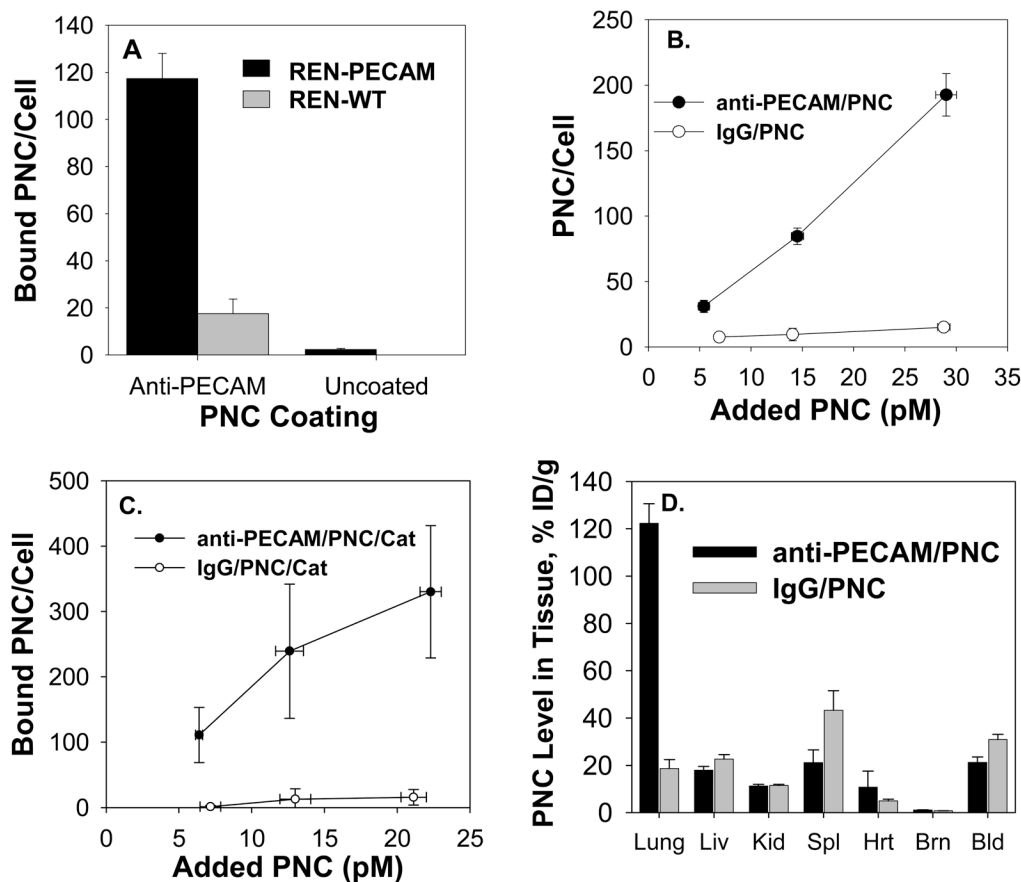 A
REN-PECAM
REN-WT
Bound PNC/Cell
140
120
100
80
60
40
20
0
Anti-PECAM Uncoated
PNC Coating
B.
anti-PECAM/PNC
IgG/PNC
PNC/Cell
200
150
100
50
0
0 5 10 15 20 25 30 35
Added PNC (pM)
C.
anti-PECAM/PNC/Cat
IgG/PNC/Cat
Bound PNC/Cell
500
400
300
200
100
0
0 5 10 15 20 25
Added PNC (pM)
D.
anti-PECAM/PNC
IgG/PNC
PNC Level in Tissue, % ID/g
140
120
100
80
60
40
20
0
Lung Liv Kid Spl Hrt Brn Bld